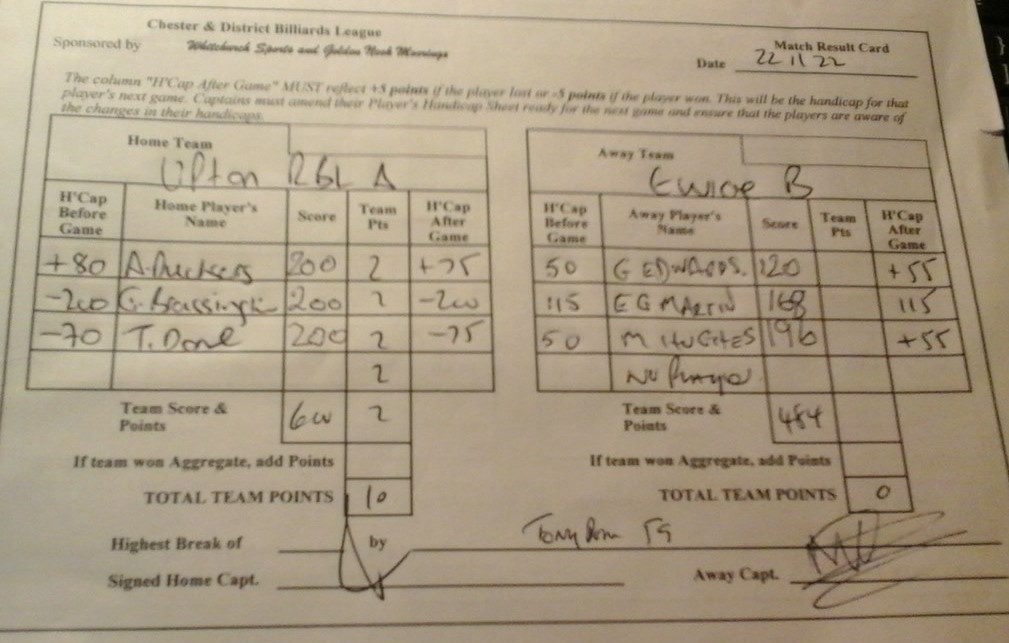 Chester & District Billiards League
Sponsored by Whitchurch Sports and Golden Nook Moorings
Match Result Card
Date 22 11 22
The column "H'Cap After Game" MUST reflect +5 points if the player lost or -5 points if the player won. This will be the handicap for that
player's next game. Captains must amend their Player's Handicap Sheet ready for the next game and ensure that the players are aware of
the changes in their handicaps.
Home Team
Upton RBL A
H'Cap Before Game Home Player's Name Score Team Pts H'Cap After Game
+80 200 2 +75
-200 G. 200 2 -200
-70 T. Done 200 2 -75
2
Team Score & Points 600 2
If team won Aggregate, add Points
TOTAL TEAM POINTS 10
Away Team
B
H'Cap Before Game Away Player's Name Score Team Pts H'Cap After Game
50 G EDWARDS. 120 +55
115 E G MARTIN 168 115
50 M HUGHES 196 +55
NO Player
Team Score & Points 484
If team won Aggregate, add Points
TOTAL TEAM POINTS 0
Highest Break of by Tony 59
Signed Home Capt. Away Capt.